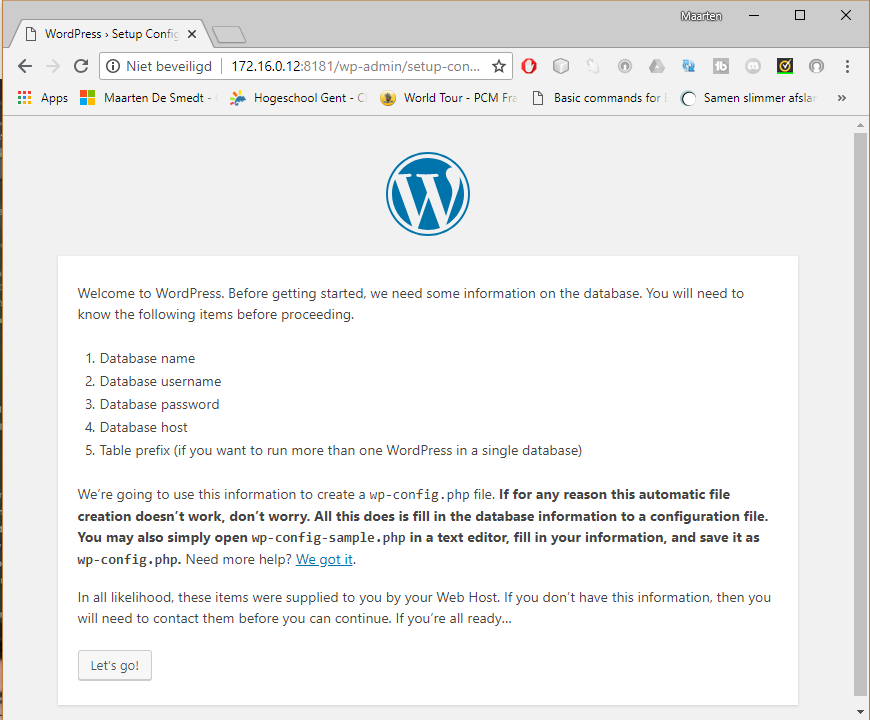 Maarten
WordPress › Setup Config
Niet beveiligd | 172.16.0.12:8181/wp-admin/setup-con...
Apps Maarten De Smedt - Hogeschool Gent - World Tour - PCM Fra Basic commands for Samen slimmer afslan »
W
Welcome to WordPress. Before getting started, we need some information on the database. You will need to
know the following items before proceeding.
1. Database name
2. Database username
3. Database password
4. Database host
5. Table prefix (if you want to run more than one WordPress in a single database)
We’re going to use this information to create a wp-config.php file. If for any reason this automatic file
creation doesn’t work, don’t worry. All this does is fill in the database information to a configuration file.
You may also simply open wp-config-sample.php in a text editor, fill in your information, and save it as
wp-config.php. Need more help? We got it.
In all likelihood, these items were supplied to you by your Web Host. If you don’t have this information, then you
will need to contact them before you can continue. If you’re all ready…
Let’s go!